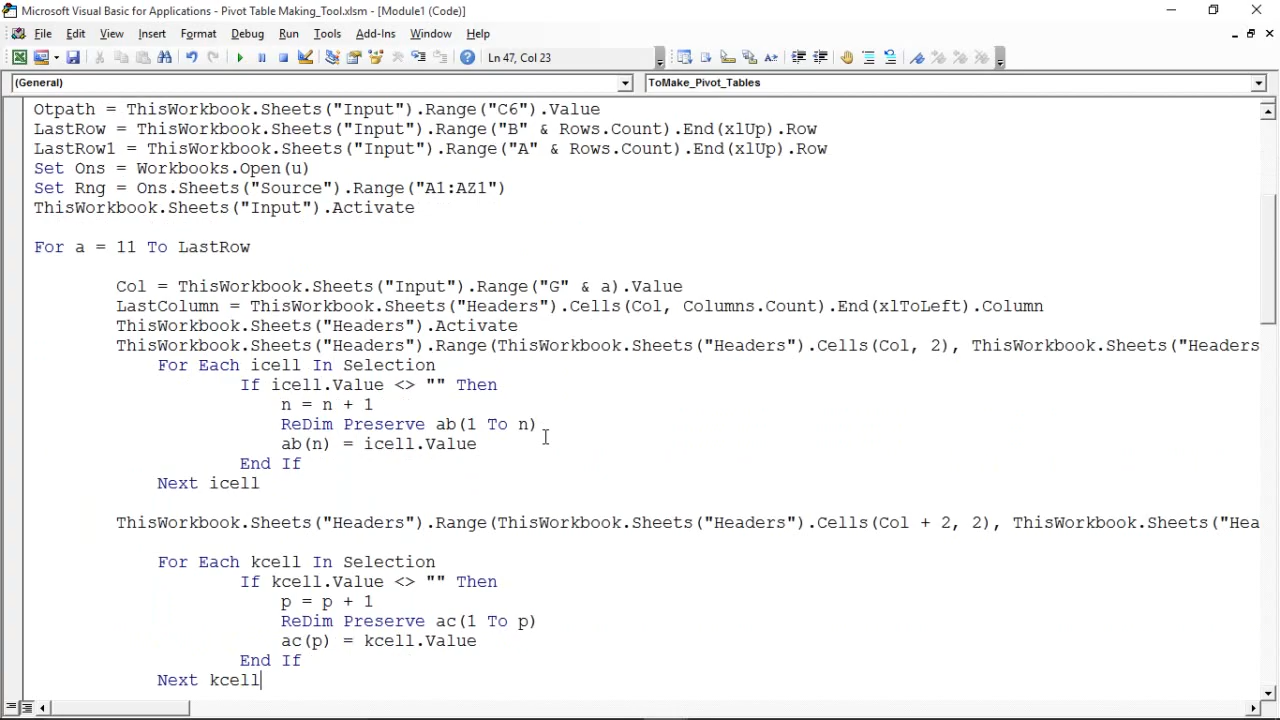 Microsoft Visual Basic for Applications - Pivot Table Making_Tool.xlsm - [Module1 (Code)]
File Edit View Insert Format Debug Run Tools Add-Ins Window Help
Ln 47, Col 23
(General) ToMake_Pivot_Tables
Otpath = ThisWorkbook.Sheets("Input").Range("C6").Value
LastRow = ThisWorkbook.Sheets("Input").Range("B" & Rows.Count).End(xlUp).Row
LastRow1 = ThisWorkbook.Sheets("Input").Range("A" & Rows.Count).End(xlUp).Row
Set Ons = Workbooks.Open(u)
Set Rng = Ons.Sheets("Source").Range("A1:AZ1")
ThisWorkbook.Sheets("Input").Activate
For a = 11 To LastRow
Col = ThisWorkbook.Sheets("Input").Range("G" & a).Value
LastColumn = ThisWorkbook.Sheets("Headers").Cells(Col, Columns.Count).End(xlToLeft).Column
ThisWorkbook.Sheets("Headers").Activate
ThisWorkbook.Sheets("Headers").Range(ThisWorkbook.Sheets("Headers").Cells(Col, 2), ThisWorkbook.Sheets("Headers
For Each icell In Selection
If icell.Value <> "" Then
n = n + 1
ReDim Preserve ab(1 To n)
ab(n) = icell.Value
End If
Next icell
ThisWorkbook.Sheets("Headers").Range(ThisWorkbook.Sheets("Headers").Cells(Col + 2, 2), ThisWorkbook.Sheets("Hea
For Each kcell In Selection
If kcell.Value <> "" Then
p = p + 1
ReDim Preserve ac(1 To p)
ac(p) = kcell.Value
End If
Next kcell